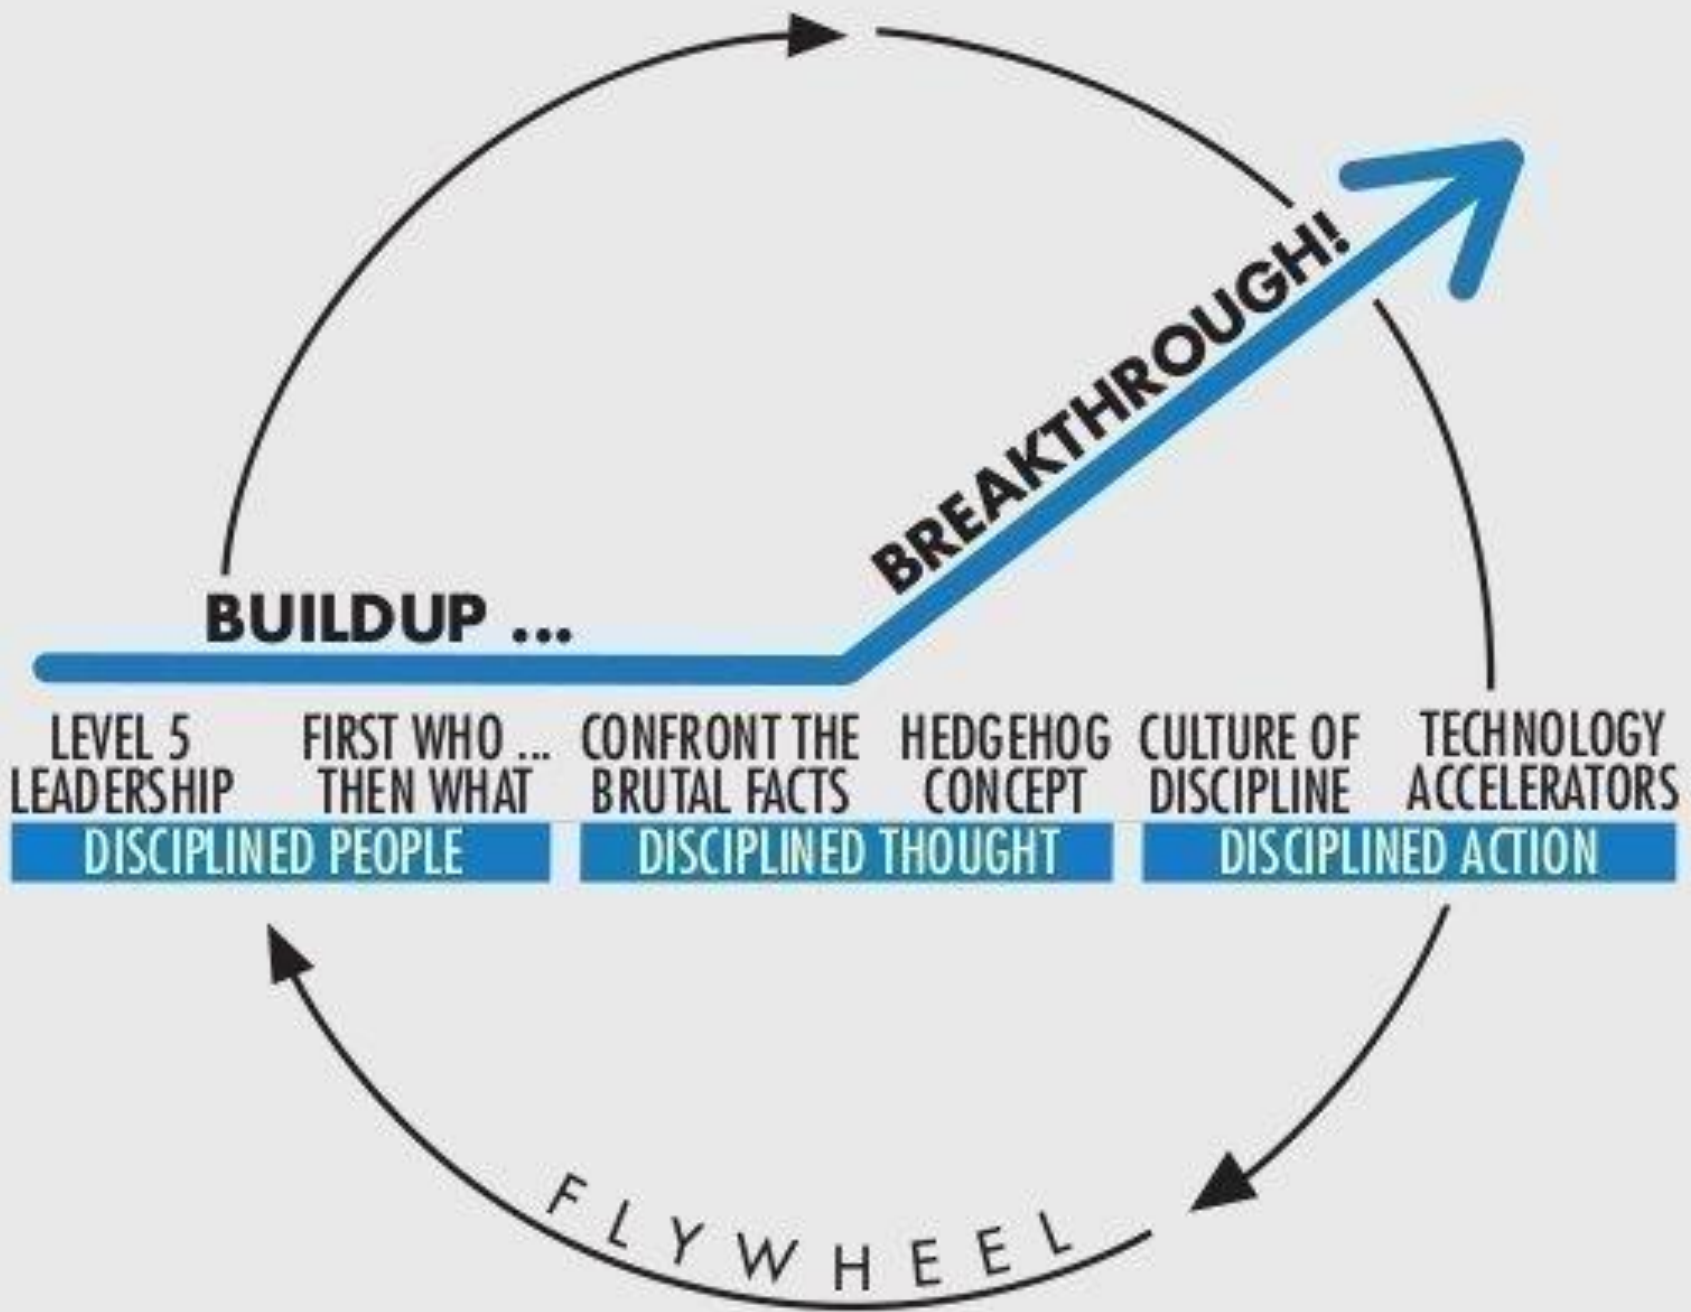 BREAKTHROUGH!
BUILDUP ...
LEVEL 5
LEADERSHIP
FIRST WHO ...
THEN WHAT
CONFRONT THE
BRUTAL FACTS
HEDGEHOG
CONCEPT
CULTURE OF
DISCIPLINE
TECHNOLOGY
ACCELERATORS
DISCIPLINED PEOPLE
DISCIPLINED THOUGHT
DISCIPLINED ACTION
FLYWHEEL